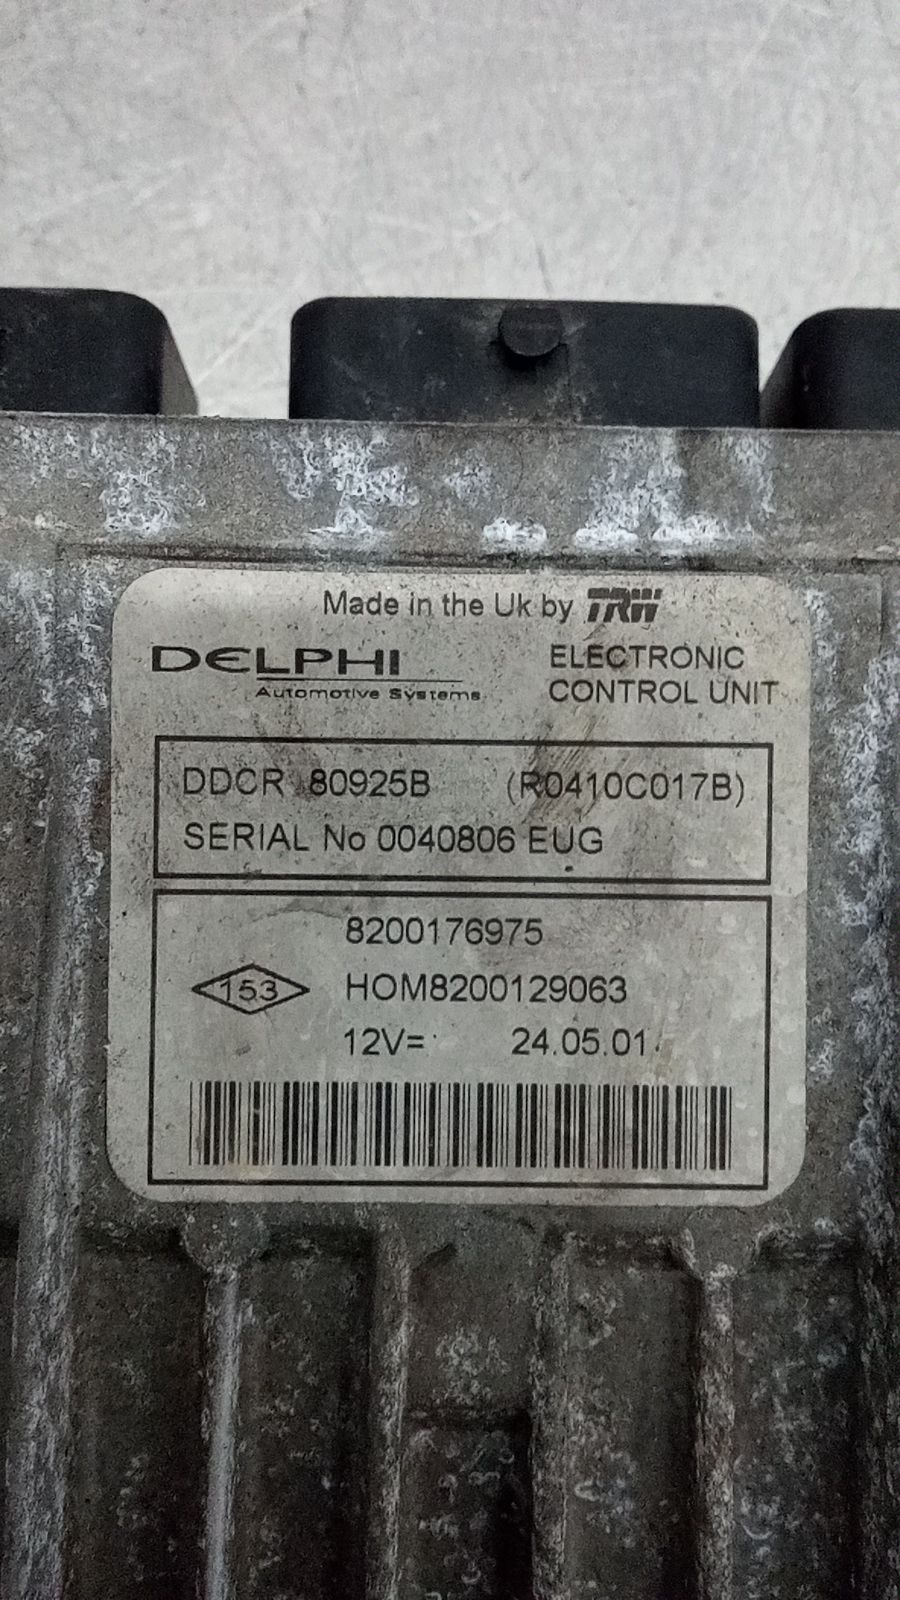 Made in the Uk by TRW
DELPHI
Automotive Systems
ELECTRONIC
CONTROL UNIT
DDCR 80925B (R0410C017B)
SERIAL No 0040806 EUG
8200176975
153 HOM8200129063
12V= 24.05.01